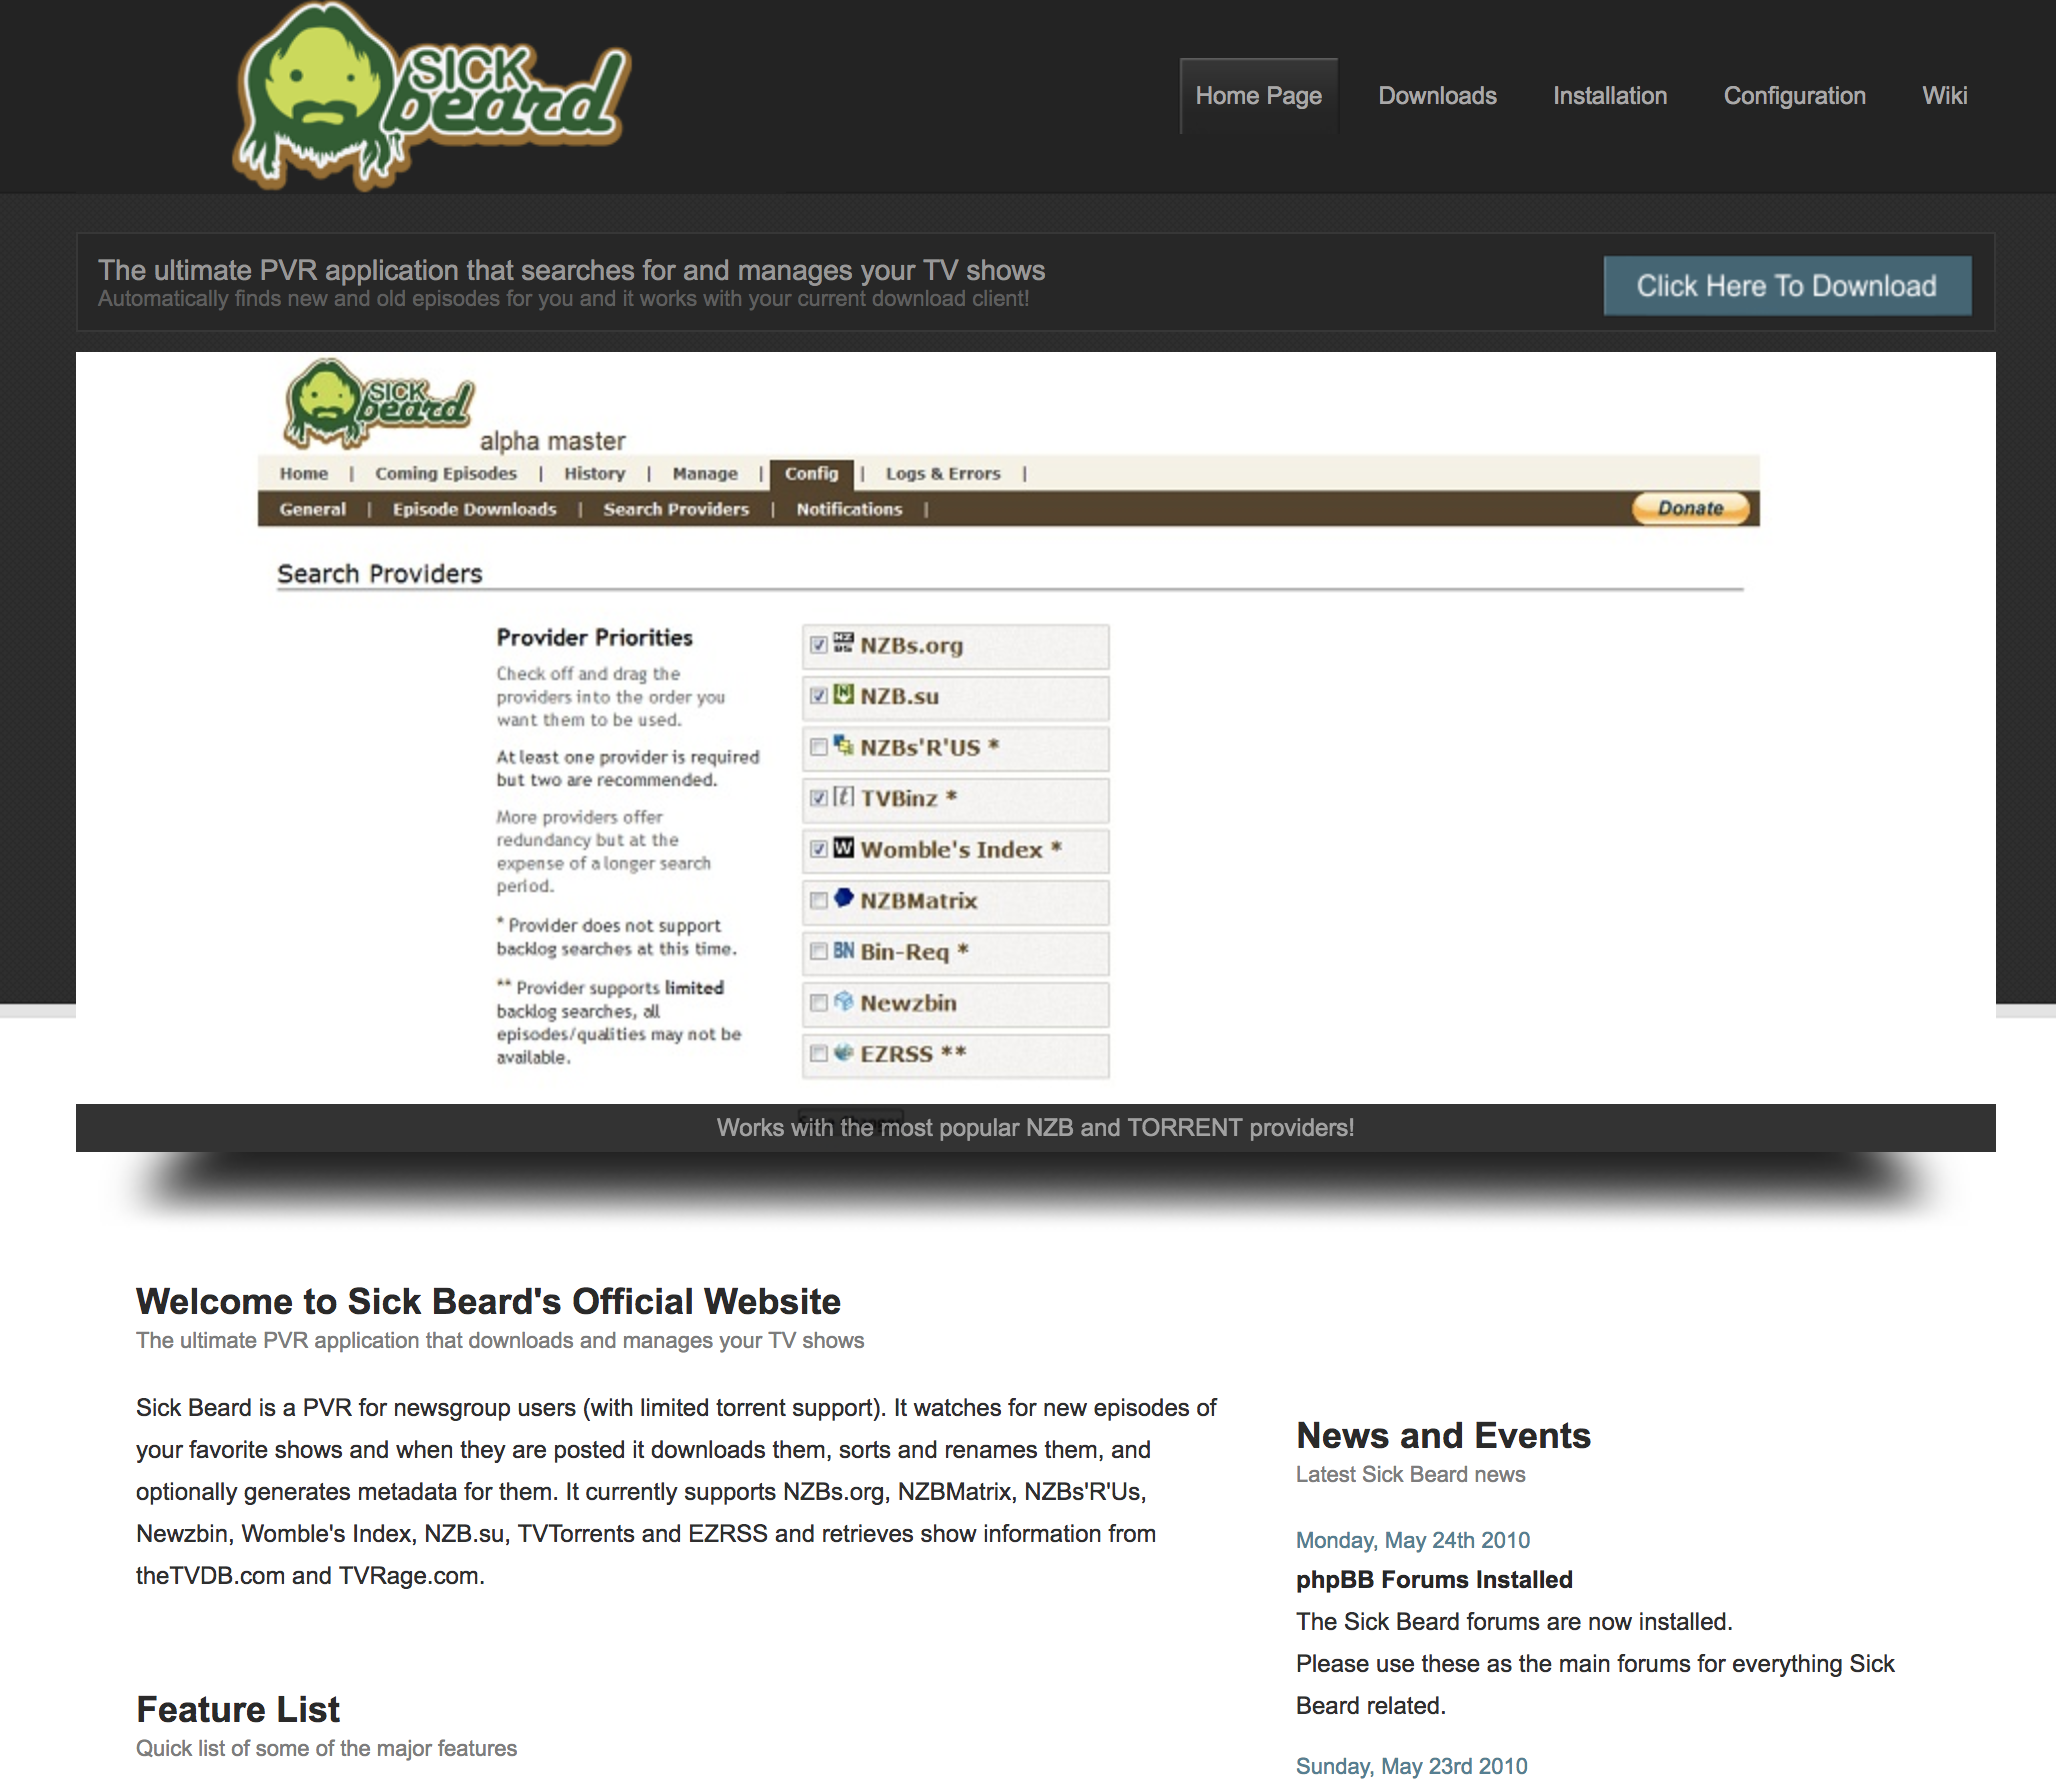 SICK
beard
Home Page Downloads Installation Configuration Wiki
The ultimate PVR application that searches for and manages your TV shows
Automatically finds new and old episodes for you and it works with your current download client!
Click Here To Download
SICK
beard
alpha master
Home | Coming Episodes | History | Manage | Config | Logs & Errors |
General | Episode Downloads | Search Providers | Notifications |
Donate
Search Providers
Provider Priorities
Check off and drag the
providers into the order you
want them to be used.
At least one provider is required
but two are recommended.
More providers offer
redundancy but at the
expense of a longer search
period.
* Provider does not support
backlog searches at this time.
** Provider supports limited
backlog searches, all
episodes/qualities may not be
available.
NZBs.org
NZB.su
NZBs'R'US *
[t] TVBinz *
W Womble's Index *
NZBMatrix
BN Bin-Req *
Newzbin
EZRSS **
Works with the most popular NZB and TORRENT providers!
Welcome to Sick Beard's Official Website
The ultimate PVR application that downloads and manages your TV shows
Sick Beard is a PVR for newsgroup users (with limited torrent support). It watches for new episodes of
your favorite shows and when they are posted it downloads them, sorts and renames them, and
optionally generates metadata for them. It currently supports NZBs.org, NZBMatrix, NZBs'R'Us,
Newzbin, Womble's Index, NZB.su, TVTorrents and EZRSS and retrieves show information from
theTVDB.com and TVRage.com.
Feature List
Quick list of some of the major features
News and Events
Latest Sick Beard news
Monday, May 24th 2010
phpBB Forums Installed
The Sick Beard forums are now installed.
Please use these as the main forums for everything Sick
Beard related.
Sunday, May 23rd 2010